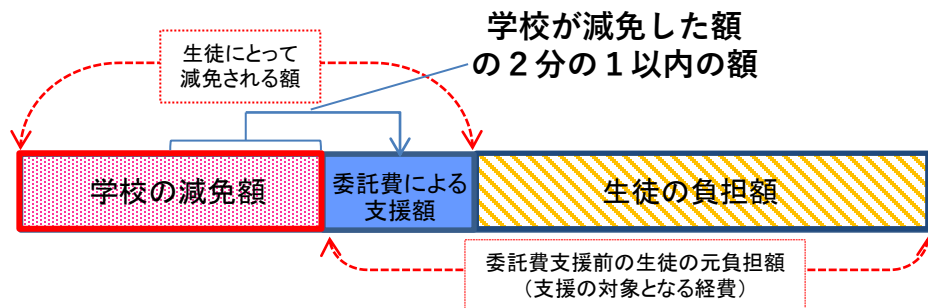 学校が減免した額
の２分の１以内の額
生徒にとって
減免される額
学校の減免額
委託費による
支援額
生徒の負担額
委託費支援前の生徒の元負担額
（支援の対象となる経費）